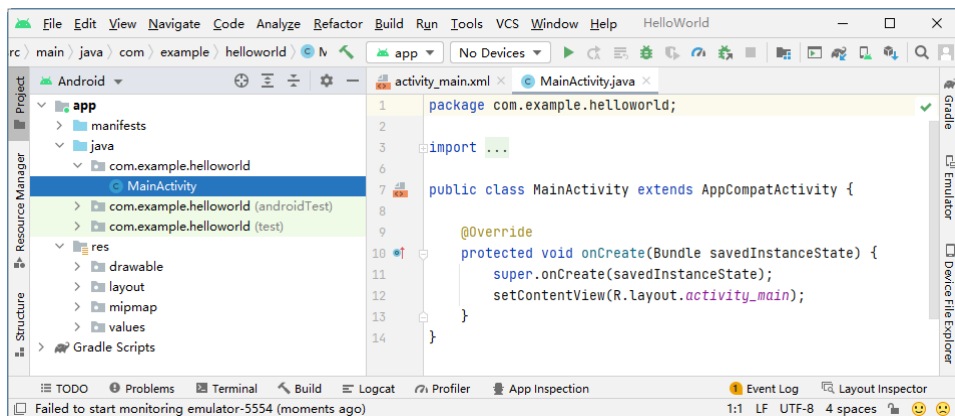 File Edit View Navigate Code Analyze Refactor Build Run Tools VCS Window Help HelloWorld
rc main java com example helloworld app No Devices
Project
Resource Manager
Structure
Android
app
manifests
java
com.example.helloworld
MainActivity
com.example.helloworld (androidTest)
com.example.helloworld (test)
res
drawable
layout
mipmap
values
Gradle Scripts
activity_main.xml MainActivity.java
1 package com.example.helloworld;
2
3 import ...
6
7 public class MainActivity extends AppCompatActivity {
8
9 @Override
10 protected void onCreate(Bundle savedInstanceState) {
11 super.onCreate(savedInstanceState);
12 setContentView(R.layout.activity_main);
13 }
14 }
Gradle
Emulator
Device File Explorer
TODO Problems Terminal Build Logcat Profiler App Inspection 1 Event Log Layout Inspector
Failed to start monitoring emulator-5554 (moments ago) 1:1 LF UTF-8 4 spaces